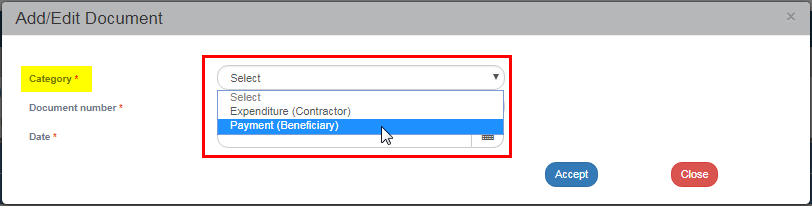 Add/Edit Document ×
Category * Select
Select
Document number * Expenditure (Contractor)
Payment (Beneficiary)
Date *
Accept Close